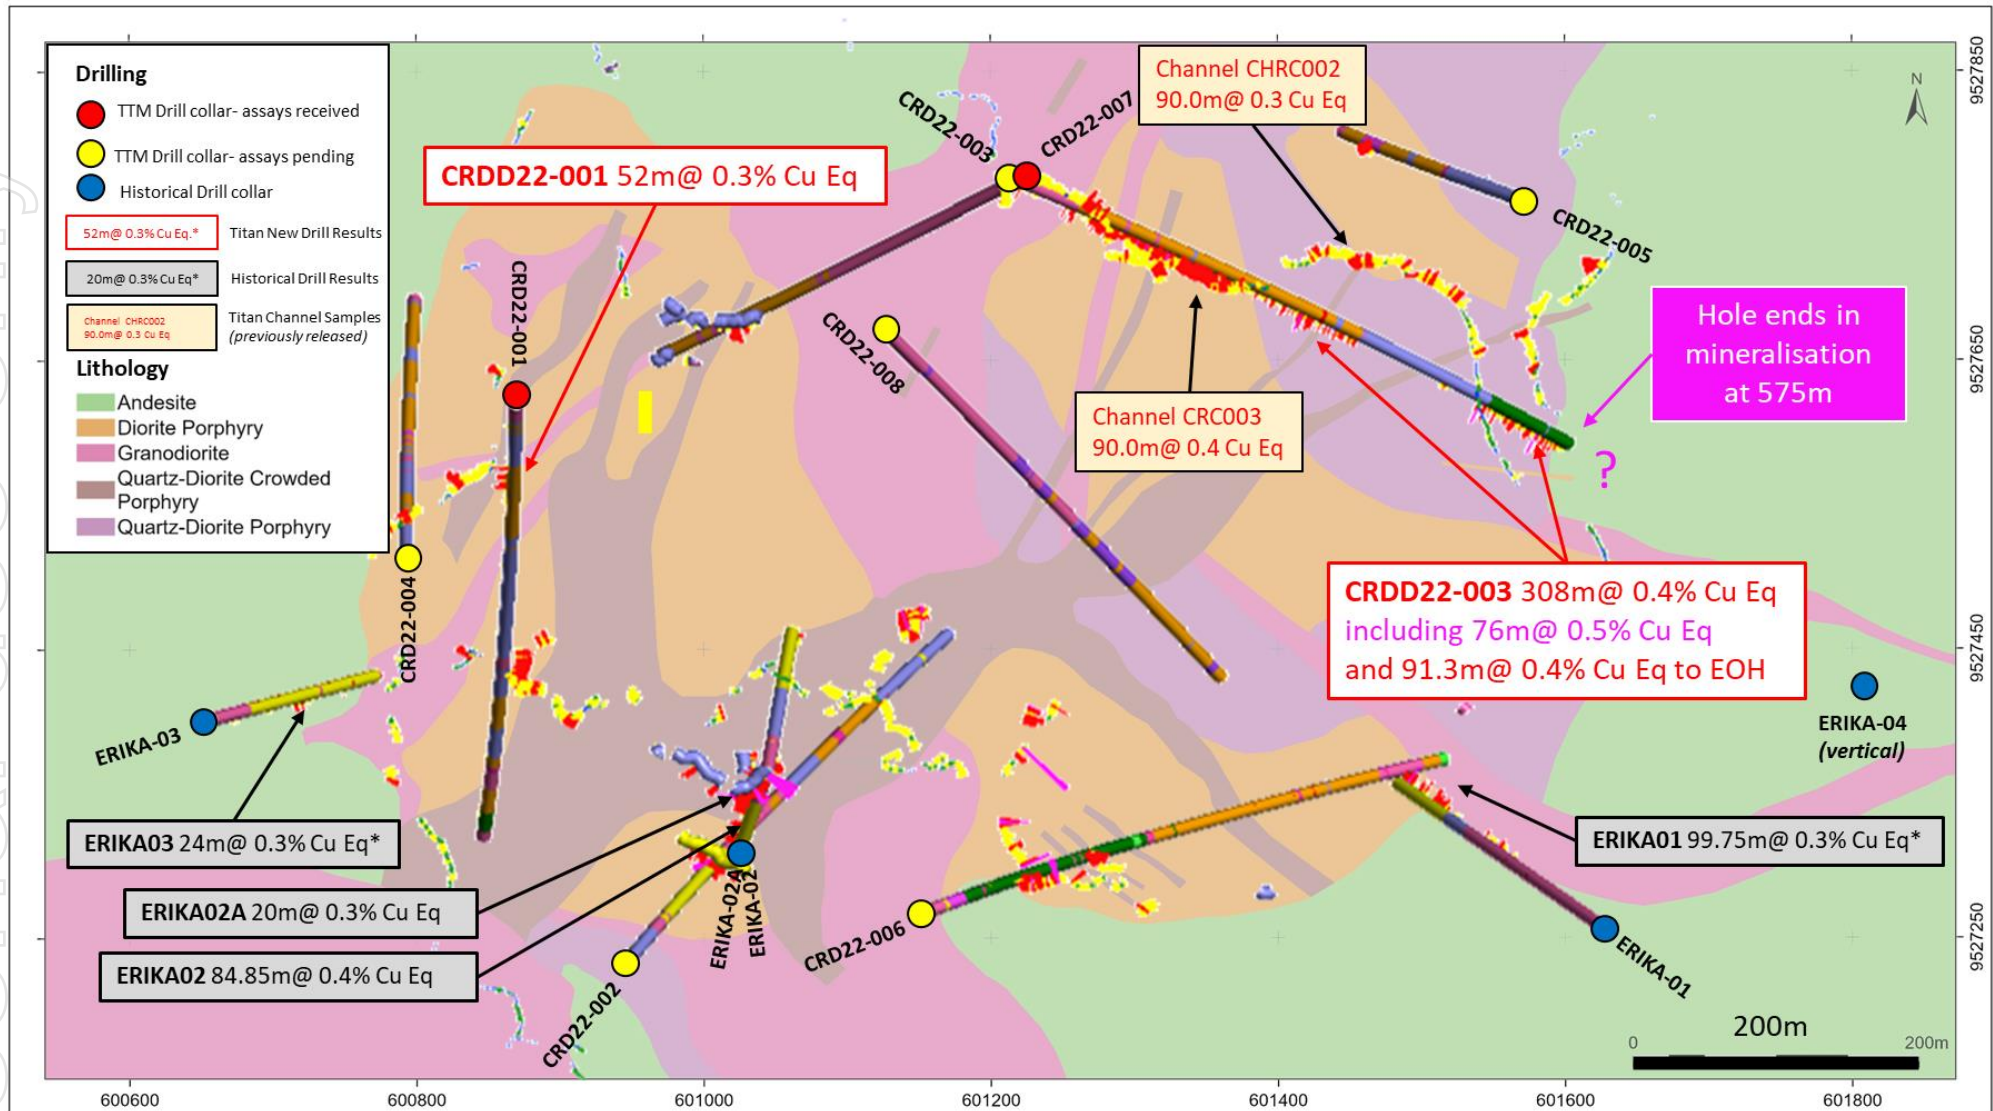 Drilling
TTM Drill collar- assays received
TTM Drill collar- assays pending
Historical Drill collar
52m@ 0.3% Cu Eq.*
Titan New Drill Results
20m@ 0.3% Cu Eq*
Historical Drill Results
Channel CHRC002
90.0m@ 0.3 Cu Eq
Titan Channel Samples
(previously released)
Lithology
Andesite
Diorite Porphyry
Granodiorite
Quartz-Diorite Crowded
Porphyry
Quartz-Diorite Porphyry
CRDD22-001 52m@ 0.3% Cu Eq
Channel CHRC002
90.0m@ 0.3 Cu Eq
N
9527850
CRD22-003
CRD22-007
CRD22-005
CRD22-001
CRD22-008
Channel CRC003
90.0m@ 0.4 Cu Eq
Hole ends in
mineralisation
at 575m
?
9527650
CRD22-004
CRDD22-003 308m@ 0.4% Cu Eq
including 76m@ 0.5% Cu Eq
and 91.3m@ 0.4% Cu Eq to EOH
9527450
ERIKA-04
(vertical)
ERIKA-03
ERIKA03 24m@ 0.3% Cu Eq*
ERIKA01 99.75m@ 0.3% Cu Eq*
ERIKA02A 20m@ 0.3% Cu Eq
ERIKA02 84.85m@ 0.4% Cu Eq
ERIKA-02A
ERIKA-02
CRD22-002
CRD22-006
ERIKA-01
9527250
200m
0
200m
600600
600800
601000
601200
601400
601600
601800